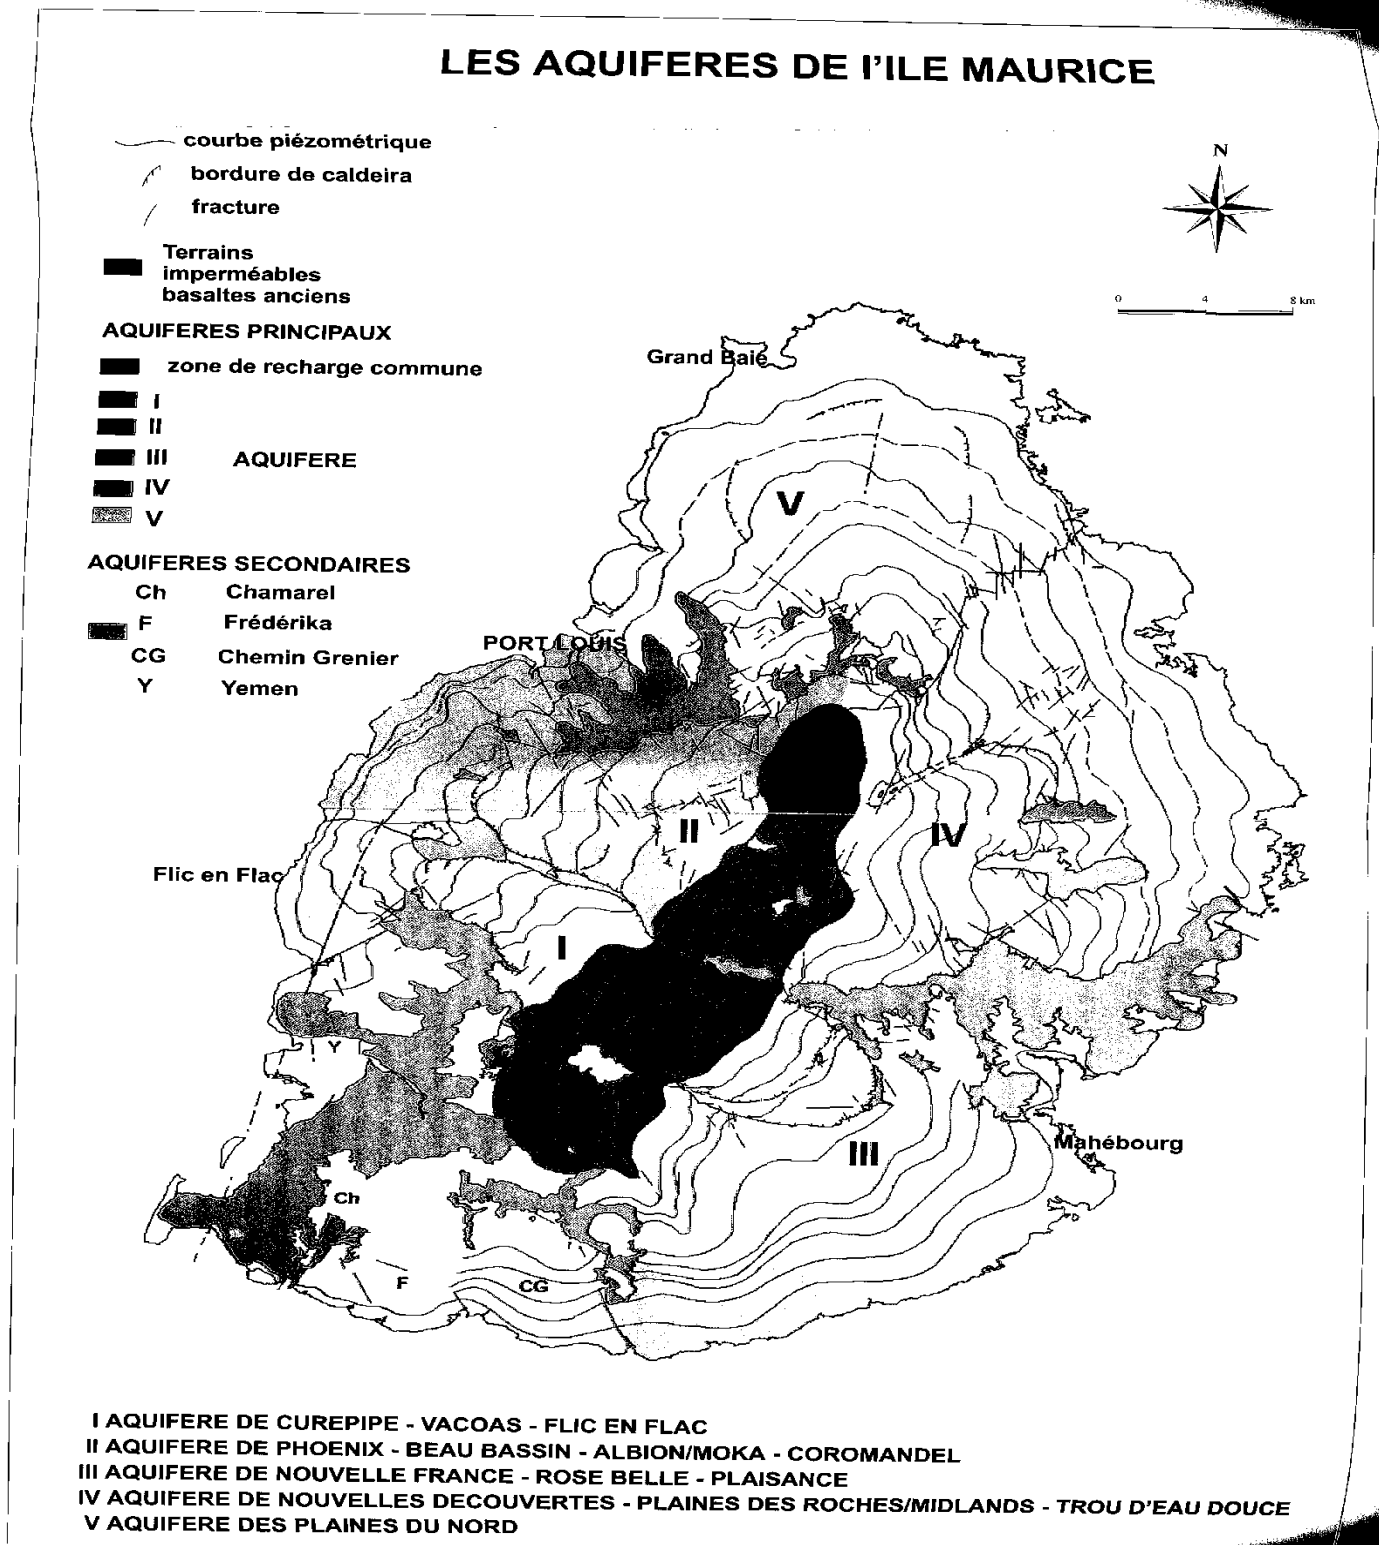 LES AQUIFERES DE l'ILE MAURICE
courbe piézométrique
bordure de caldeira
fracture
Terrains
imperméables
basaltes anciens
AQUIFERES PRINCIPAUX
zone de recharge commune
I
II
III
AQUIFERE
IV
V
AQUIFERES SECONDAIRES
Ch Chamarel
F Frédérika
CG Chemin Grenier
Y Yemen
N
0 4 8 km
Grand Baie
V
PORT LOUIS
II
IV
Flic en Flac
I
Y
Mahébourg
III
Ch
F
CG
I AQUIFERE DE CUREPIPE - VACOAS - FLIC EN FLAC
II AQUIFERE DE PHOENIX - BEAU BASSIN - ALBION/MOKA - COROMANDEL
III AQUIFERE DE NOUVELLE FRANCE - ROSE BELLE - PLAISANCE
IV AQUIFERE DE NOUVELLES DECOUVERTES - PLAINES DES ROCHES/MIDLANDS - TROU D'EAU DOUCE
V AQUIFERE DES PLAINES DU NORD